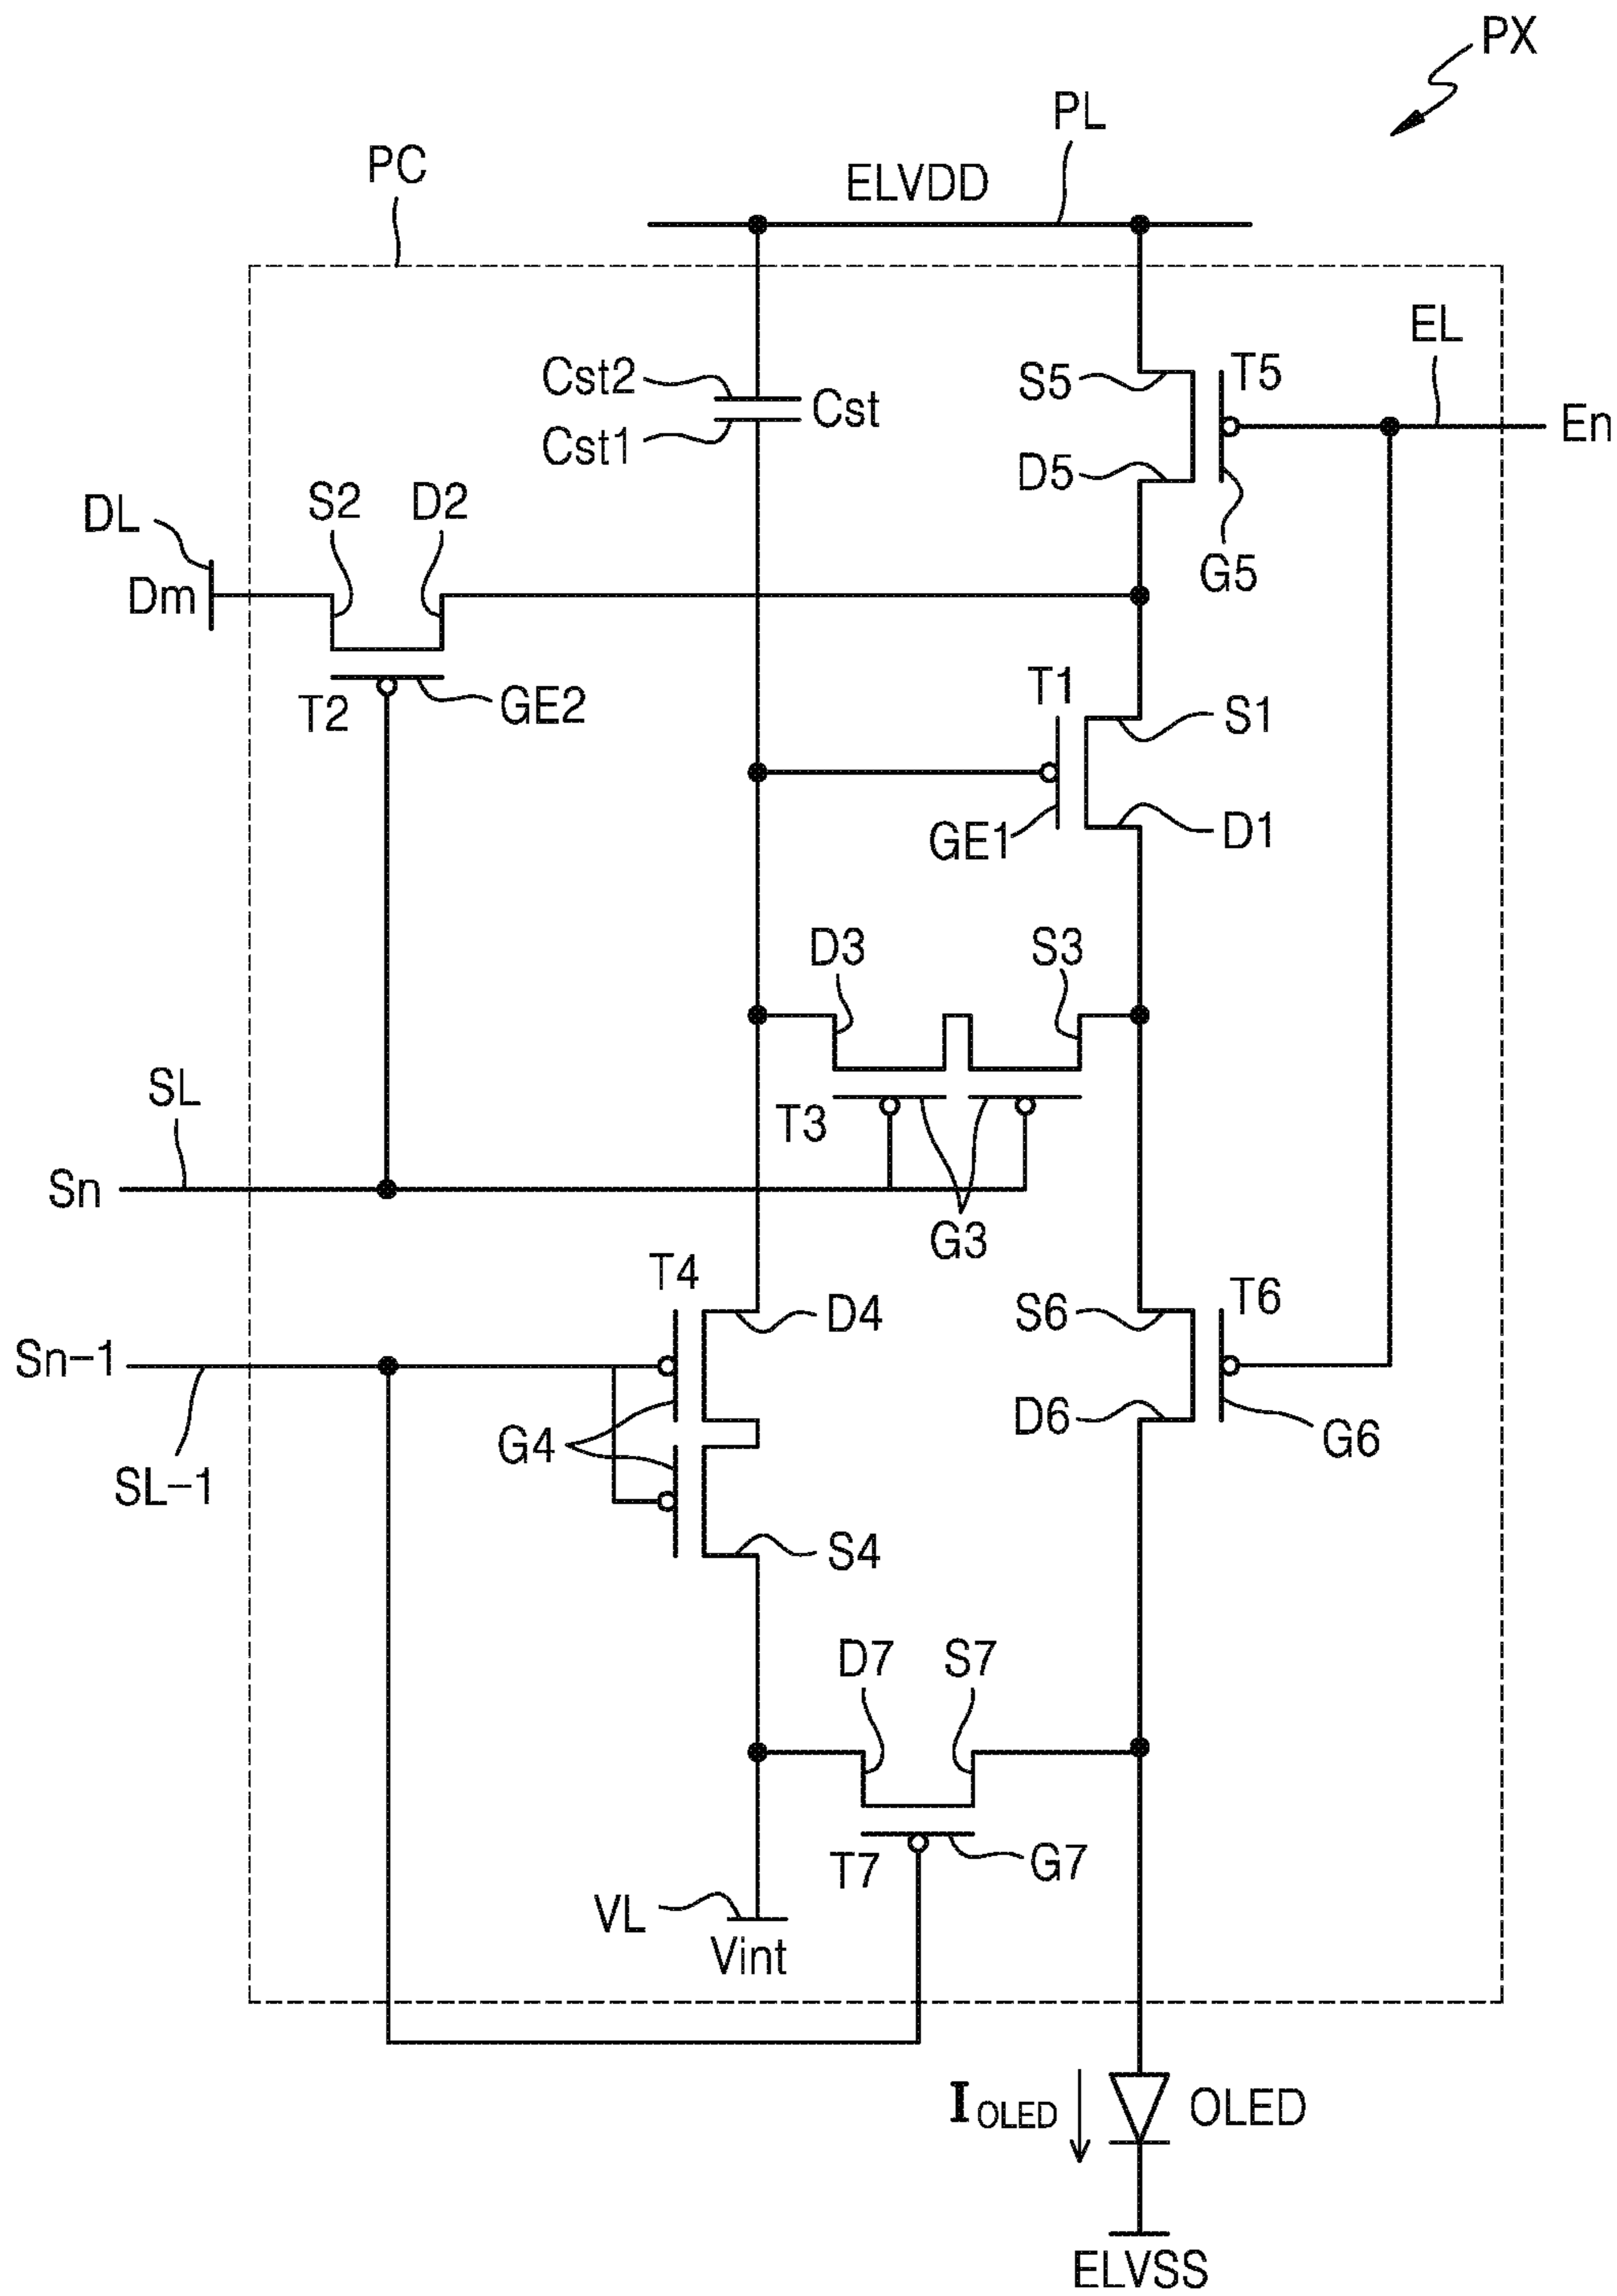 PX
PL
PC
ELVDD
EL
Cst2
Cst
Cst1
S5
T5
En
D5
G5
DL
S2
D2
Dm
T2
GE2
T1
S1
GE1
D1
D3
S3
SL
T3
Sn
G3
T4
D4
S6
T6
Sn-1
G4
D6
G6
SL-1
S4
D7
S7
T7
G7
VL
Vint
IOLED
OLED
ELVSS